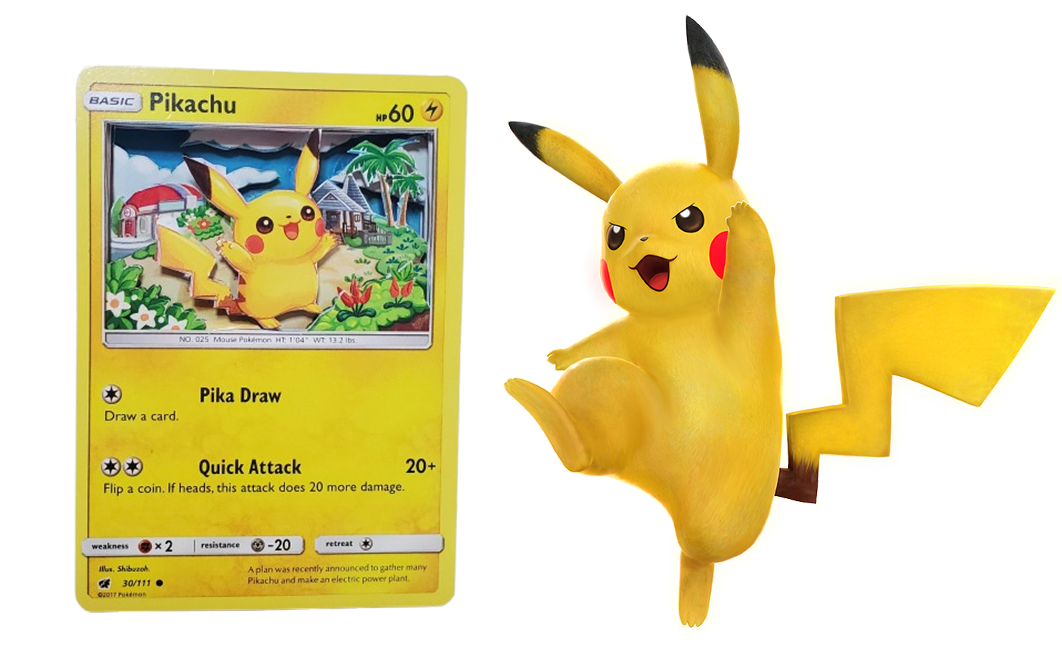 BASIC Pikachu HP 60
NO. 025 Mouse Pokémon HT: 1'04" WT: 13.2 lbs.
Pika Draw
Draw a card.
Quick Attack 20+
Flip a coin. If heads, this attack does 20 more damage.
weakness ×2 resistance -20 retreat
Illus. Shibuzoh.
30/111
©2017 Pokémon
A plan was recently announced to gather many
Pikachu and make an electric power plant.